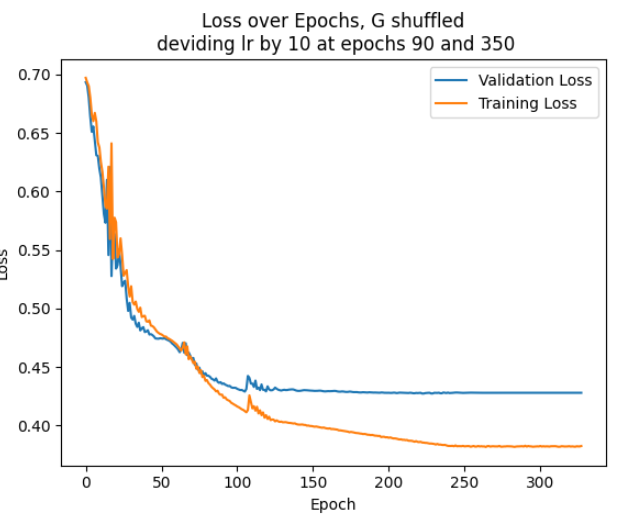 Loss over Epochs, G shuffled
deviding lr by 10 at epochs 90 and 350
0.70
0.65
0.60
0.55
0.50
0.45
0.40
Loss
Validation Loss
Training Loss
0 50 100 150 200 250 300
Epoch